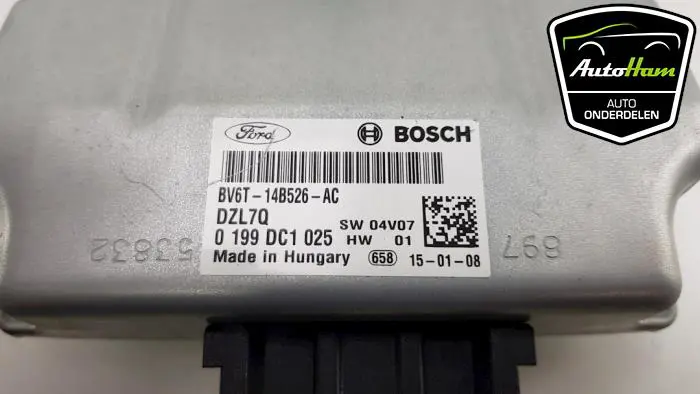 AutoHam
AUTO
ONDERDELEN
Ford
BOSCH
BV6T-14B526-AC
DZL7Q
SW 04V07
0 199 DC1 025
HW 01
Made in Hungary
658
15-01-08
53832
697